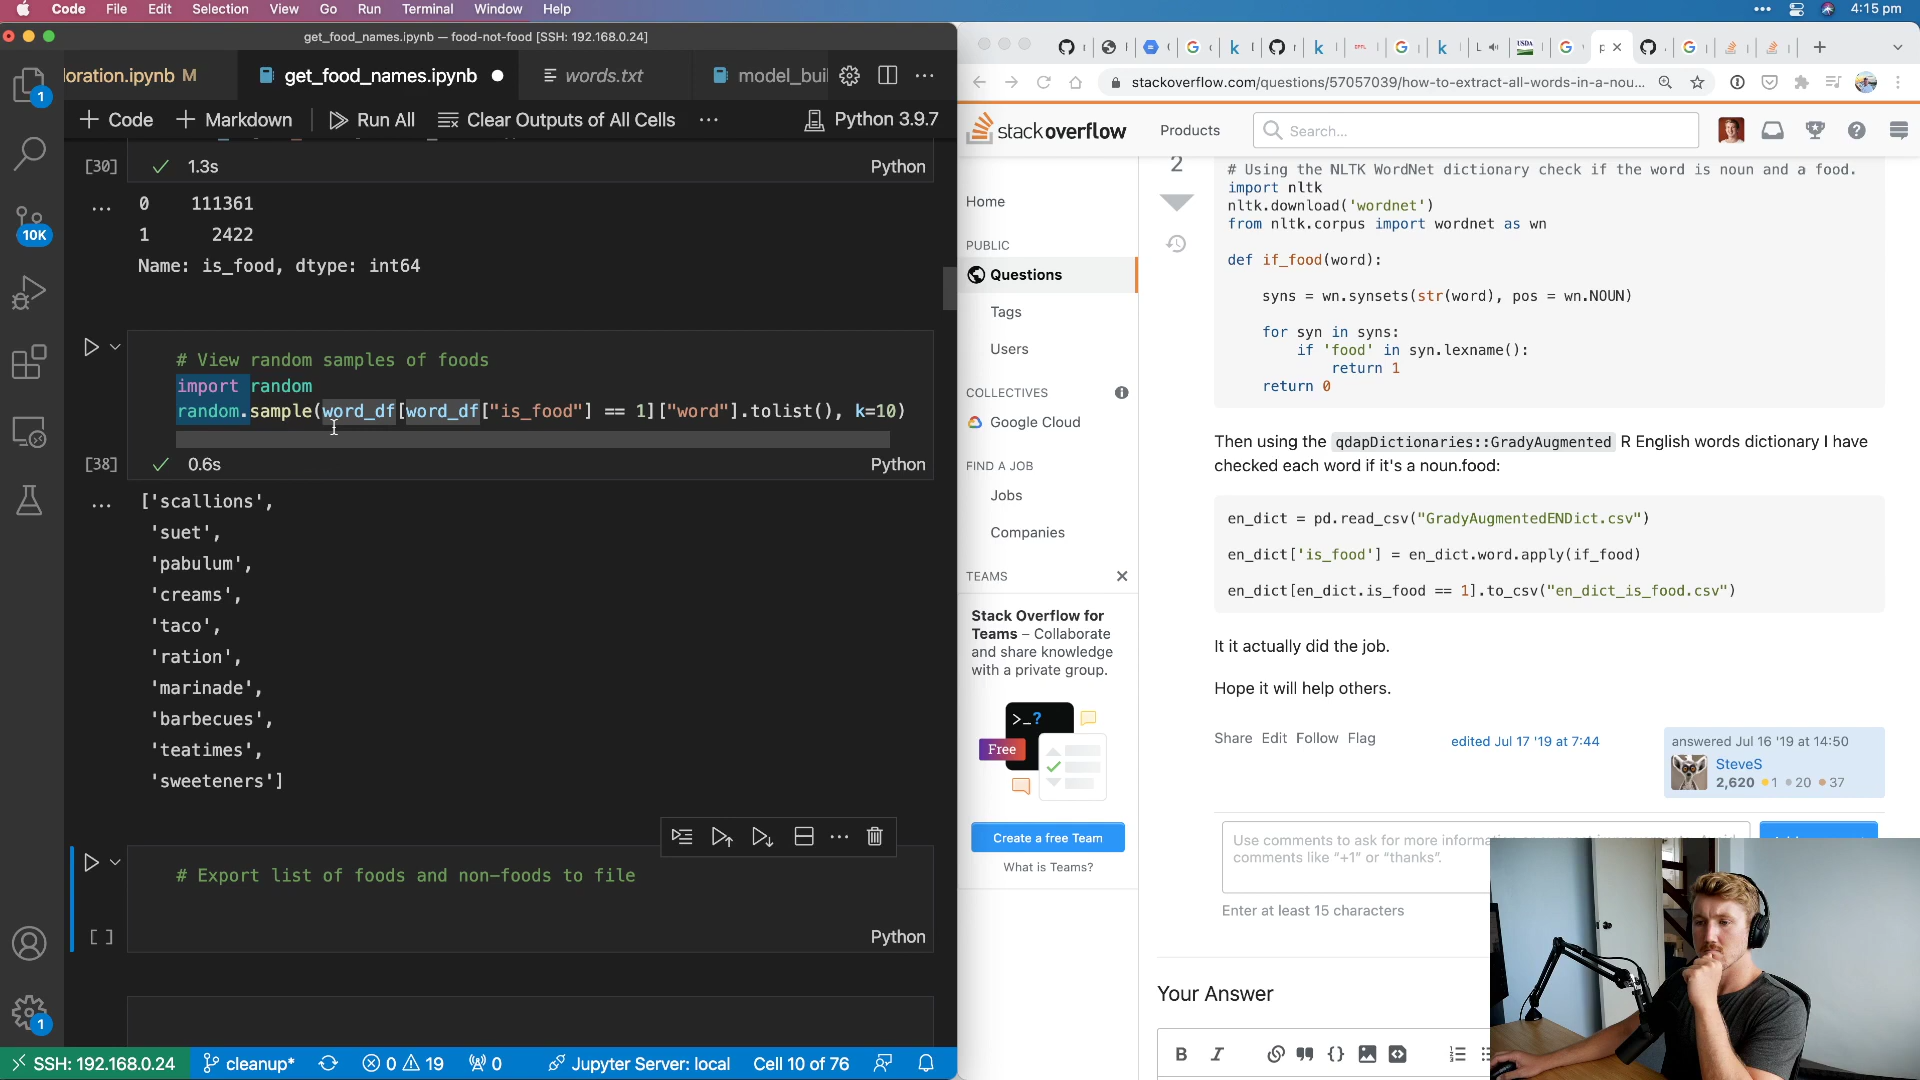 Code File Edit Selection View Go Run Terminal Window Help
4:15 pm
get_food_names.ipynb — food-not-food [SSH: 192.168.0.24]
loration.ipynb M
get_food_names.ipynb
words.txt
model_buil
+ Code + Markdown Run All Clear Outputs of All Cells ... Python 3.9.7
[30] 1.3s Python
0 111361
1 2422
Name: is_food, dtype: int64
# View random samples of foods
import random
random.sample(word_df[word_df["is_food"] == 1]["word"].tolist(), k=10)
[38] 0.6s Python
['scallions',
'suet',
'pabulum',
'creams',
'taco',
'ration',
'marinade',
'barbecues',
'teatimes',
'sweeteners']
# Export list of foods and non-foods to file
[ ] Python
1
10K
1
SSH: 192.168.0.24 cleanup* 0 19 0 Jupyter Server: local Cell 10 of 76
stackoverflow.com/questions/57057039/how-to-extract-all-words-in-a-nou...
stackoverflow Products Search...
Home
PUBLIC
Questions
Tags
Users
COLLECTIVES
Google Cloud
FIND A JOB
Jobs
Companies
TEAMS
Stack Overflow for
Teams – Collaborate
and share knowledge
with a private group.
>_?
Free
Create a free Team
What is Teams?
2
# Using the NLTK WordNet dictionary check if the word is noun and a food.
import nltk
nltk.download('wordnet')
from nltk.corpus import wordnet as wn
def if_food(word):
syns = wn.synsets(str(word), pos = wn.NOUN)
for syn in syns:
if 'food' in syn.lexname():
return 1
return 0
Then using the qdapDictionaries::GradyAugmented R English words dictionary I have
checked each word if it's a noun.food:
en_dict = pd.read_csv("GradyAugmentedENDict.csv")
en_dict['is_food'] = en_dict.word.apply(if_food)
en_dict[en_dict.is_food == 1].to_csv("en_dict_is_food.csv")
It it actually did the job.
Hope it will help others.
Share Edit Follow Flag
edited Jul 17 '19 at 7:44
answered Jul 16 '19 at 14:50
SteveS
2,620 1 20 37
Use comments to ask for more informa
comments like "+1" or "thanks".
Enter at least 15 characters
Your Answer
B I